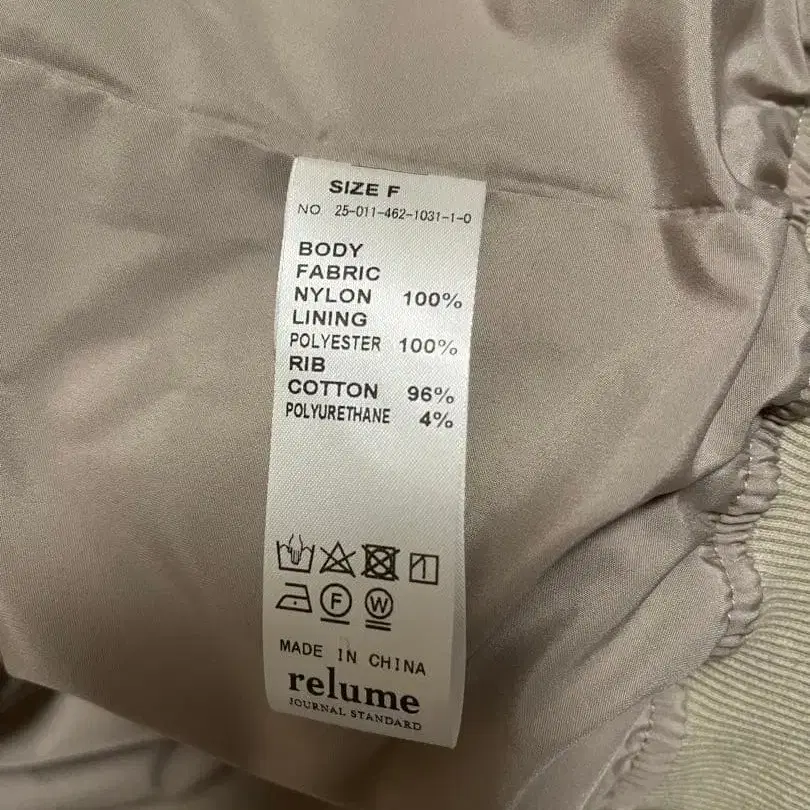 SIZE F
NO 25-011-462-1031-1-0
BODY
FABRIC
NYLON 100%
LINING
POLYESTER 100%
RIB
COTTON 96%
POLYURETHANE 4%
F W
MADE IN CHINA
relume
JOURNAL STANDARD